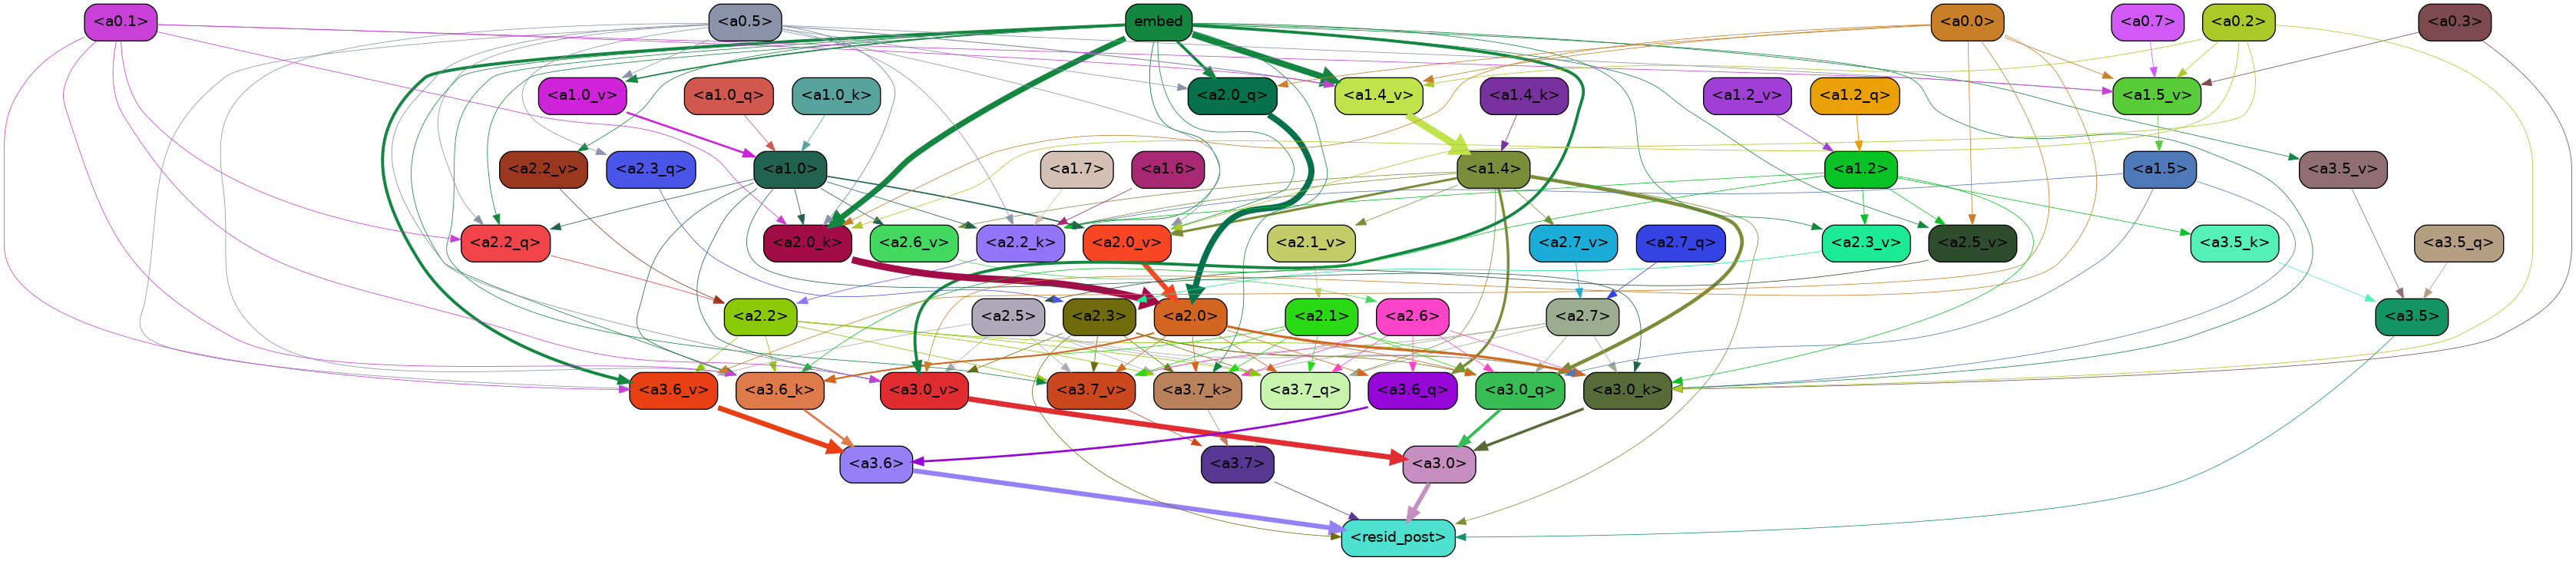 <a0.1> <a0.5> embed <a0.0> <a0.7> <a0.2> <a0.3>
<a1.0_v> <a1.0_q> <a1.0_k> <a2.0_q> <a1.4_v> <a1.4_k> <a1.2_v> <a1.2_q> <a1.5_v>
<a2.2_v> <a2.3_q> <a1.0> <a1.7> <a1.6> <a1.4> <a1.2> <a1.5> <a3.5_v>
<a2.2_q> <a2.0_k> <a2.6_v> <a2.2_k> <a2.0_v> <a2.1_v> <a2.7_v> <a2.7_q> <a2.3_v> <a2.5_v> <a3.5_k> <a3.5_q>
<a2.2> <a2.5> <a2.3> <a2.0> <a2.1> <a2.6> <a2.7> <a3.5>
<a3.6_v> <a3.6_k> <a3.0_v> <a3.7_v> <a3.7_k> <a3.7_q> <a3.6_q> <a3.0_q> <a3.0_k>
<a3.6> <a3.7> <a3.0>
<resid_post>